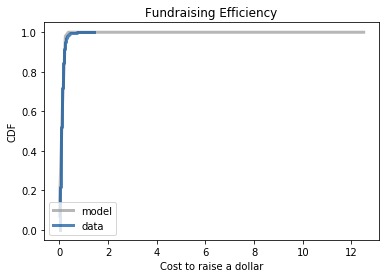 Fundraising Efficiency
1.0
0.8
0.6
0.4
0.2
0.0
CDF
model
data
0 2 4 6 8 10 12
Cost to raise a dollar